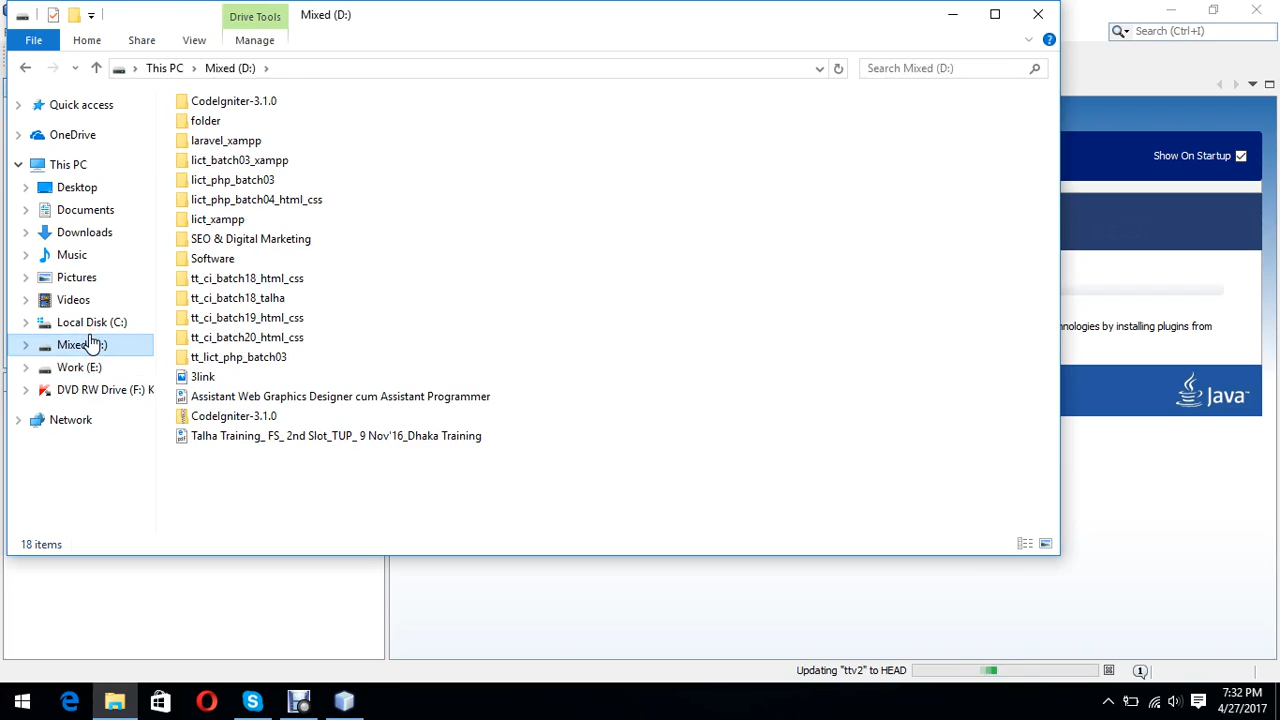 Drive Tools
Mixed (D:)
Search (Ctrl+I)
File
Home
Share
View
Manage
This PC
Mixed (D:)
Search Mixed (D:)
Quick access
OneDrive
This PC
Desktop
Documents
Downloads
Music
Pictures
Videos
Local Disk (C:)
Work (E:)
DVD RW Drive (F:) K
Network
CodeIgniter-3.1.0
folder
laravel_xampp
lict_batch03_xampp
lict_php_batch03
lict_php_batch04_html_css
lict_xampp
SEO & Digital Marketing
Software
tt_ci_batch18_html_css
tt_ci_batch18_talha
tt_ci_batch19_html_css
tt_ci_batch20_html_css
tt_lict_php_batch03
3link
Assistant Web Graphics Designer cum Assistant Programmer
CodeIgniter-3.1.0
Talha Training_ FS_ 2nd Slot_TUP_ 9 Nov'16_Dhaka Training
18 items
Show On Startup
nologies by installing plugins from
Java
Updating "ttv2" to HEAD
1
7:32 PM
4/27/2017